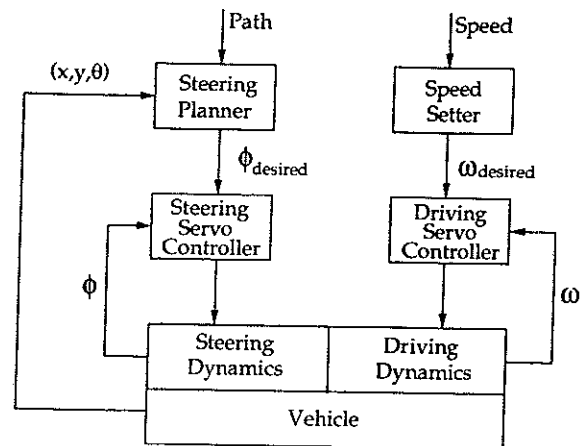 Path
Speed
(x,y,θ)
Steering
Planner
Speed
Setter
ϕdesired
ωdesired
Steering
Servo
Controller
Driving
Servo
Controller
ϕ
ω
Steering
Dynamics
Driving
Dynamics
Vehicle